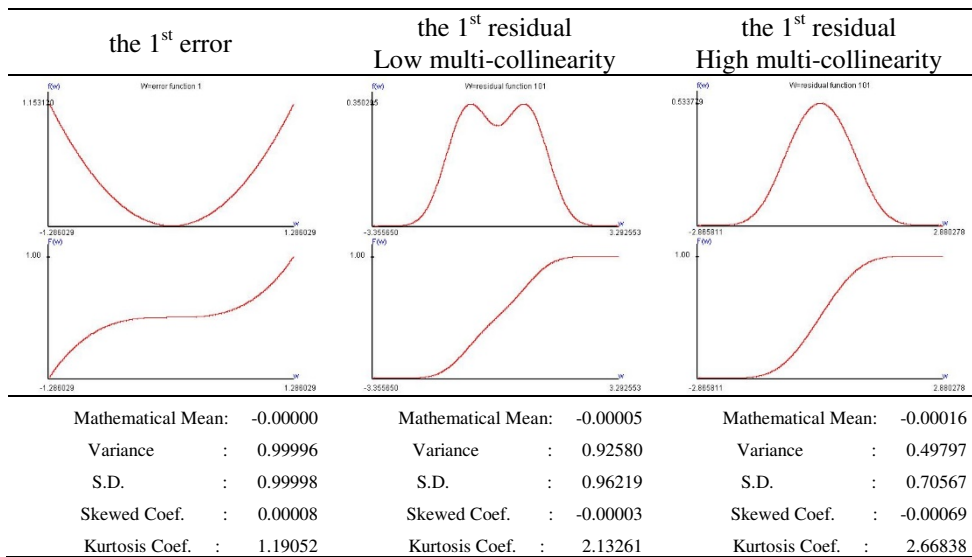 the 1st error
the 1st residual
Low multi-collinearity
the 1st residual
High multi-collinearity
f(w)
W=error function 1
1.153120
w
-1.286029
1.286029
f(w)
W=residual function 101
0.350285
w
-3.355650
3.292553
f(w)
W=residual function 101
0.533779
w
-2.865811
2.880278
F(w)
1.00
w
-1.286029
1.286029
F(w)
1.00
w
-3.355650
3.292553
F(w)
1.00
w
-2.865811
2.880278
Mathematical Mean: -0.00000
Variance : 0.99996
S.D. : 0.99998
Skewed Coef. : 0.00008
Kurtosis Coef. : 1.19052
Mathematical Mean: -0.00005
Variance : 0.92580
S.D. : 0.96219
Skewed Coef. : -0.00003
Kurtosis Coef. : 2.13261
Mathematical Mean: -0.00016
Variance : 0.49797
S.D. : 0.70567
Skewed Coef. : -0.00069
Kurtosis Coef. : 2.66838